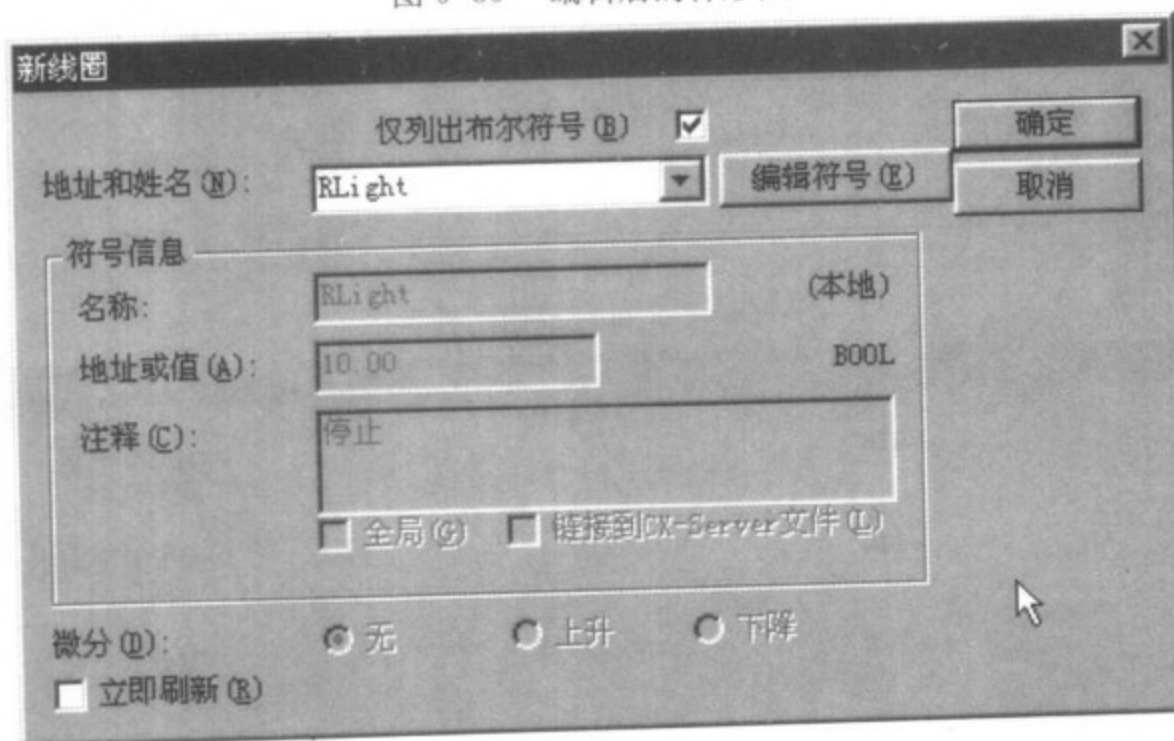 新线圈
仅列出布尔符号(B)
确定
地址和姓名(N):
RLight
编辑符号(E)
取消
符号信息
名称:
RLight
(本地)
地址或值(A):
10.00
BOOL
注释(C):
停止
全局(G)
链接到CX-Server文件(L)
微分(D):
无
上升
下降
立即刷新(R)